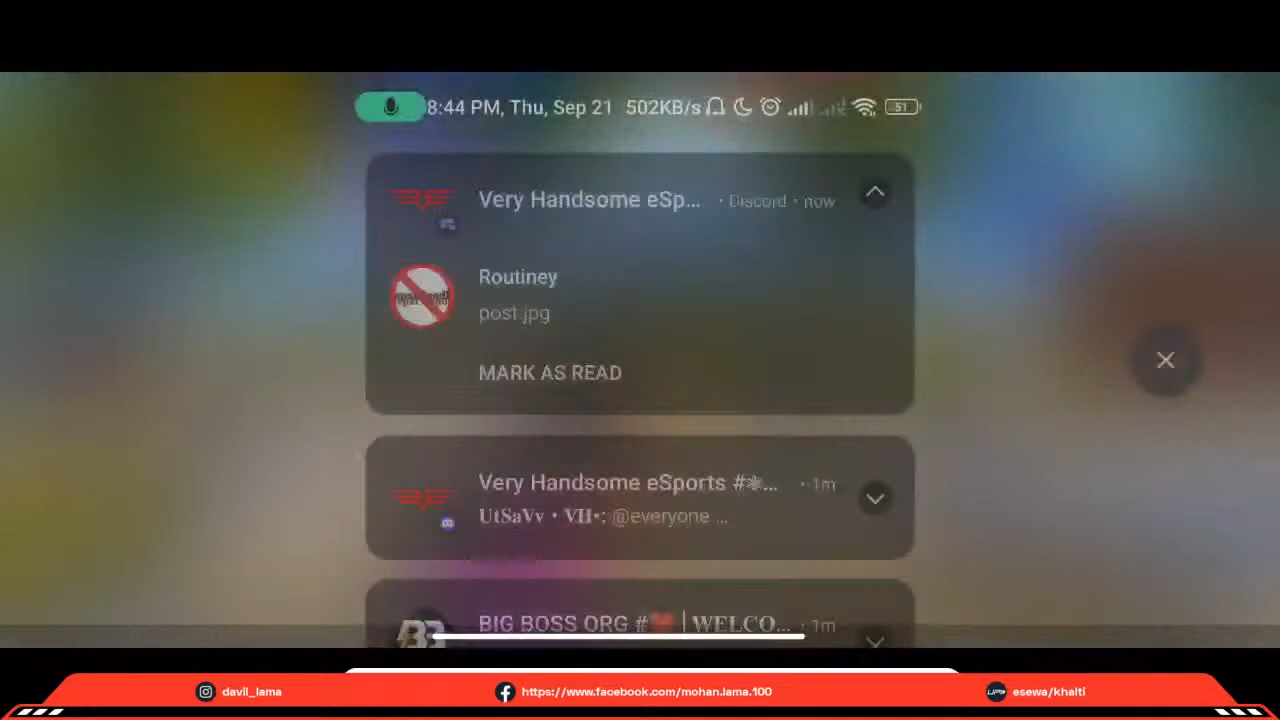 8:44 PM, Thu, Sep 21 502KB/s 51
Very Handsome eSp... • Discord • now
Routiney
post.jpg
MARK AS READ
Very Handsome eSports #❃... • 1m
𝐔𝐭𝐒𝐚𝐕𝐯 • 𝐕𝐇⋆: @everyone ...
BIG BOSS ORG #❤️ | 𝐖𝐄𝐋𝐂𝐎... • 1m
davil_lama
https://www.facebook.com/mohan.lama.100
esewa/khalti